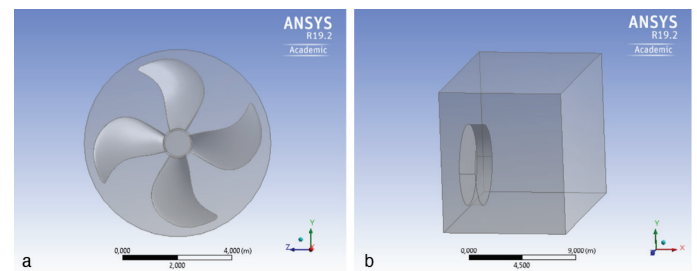 ANSYS
R19.2
Academic
Y
Z
X
0,000
4,000 (m)
2,000
a
ANSYS
R19.2
Academic
Y
X
0,000
9,000 (m)
4,500
b